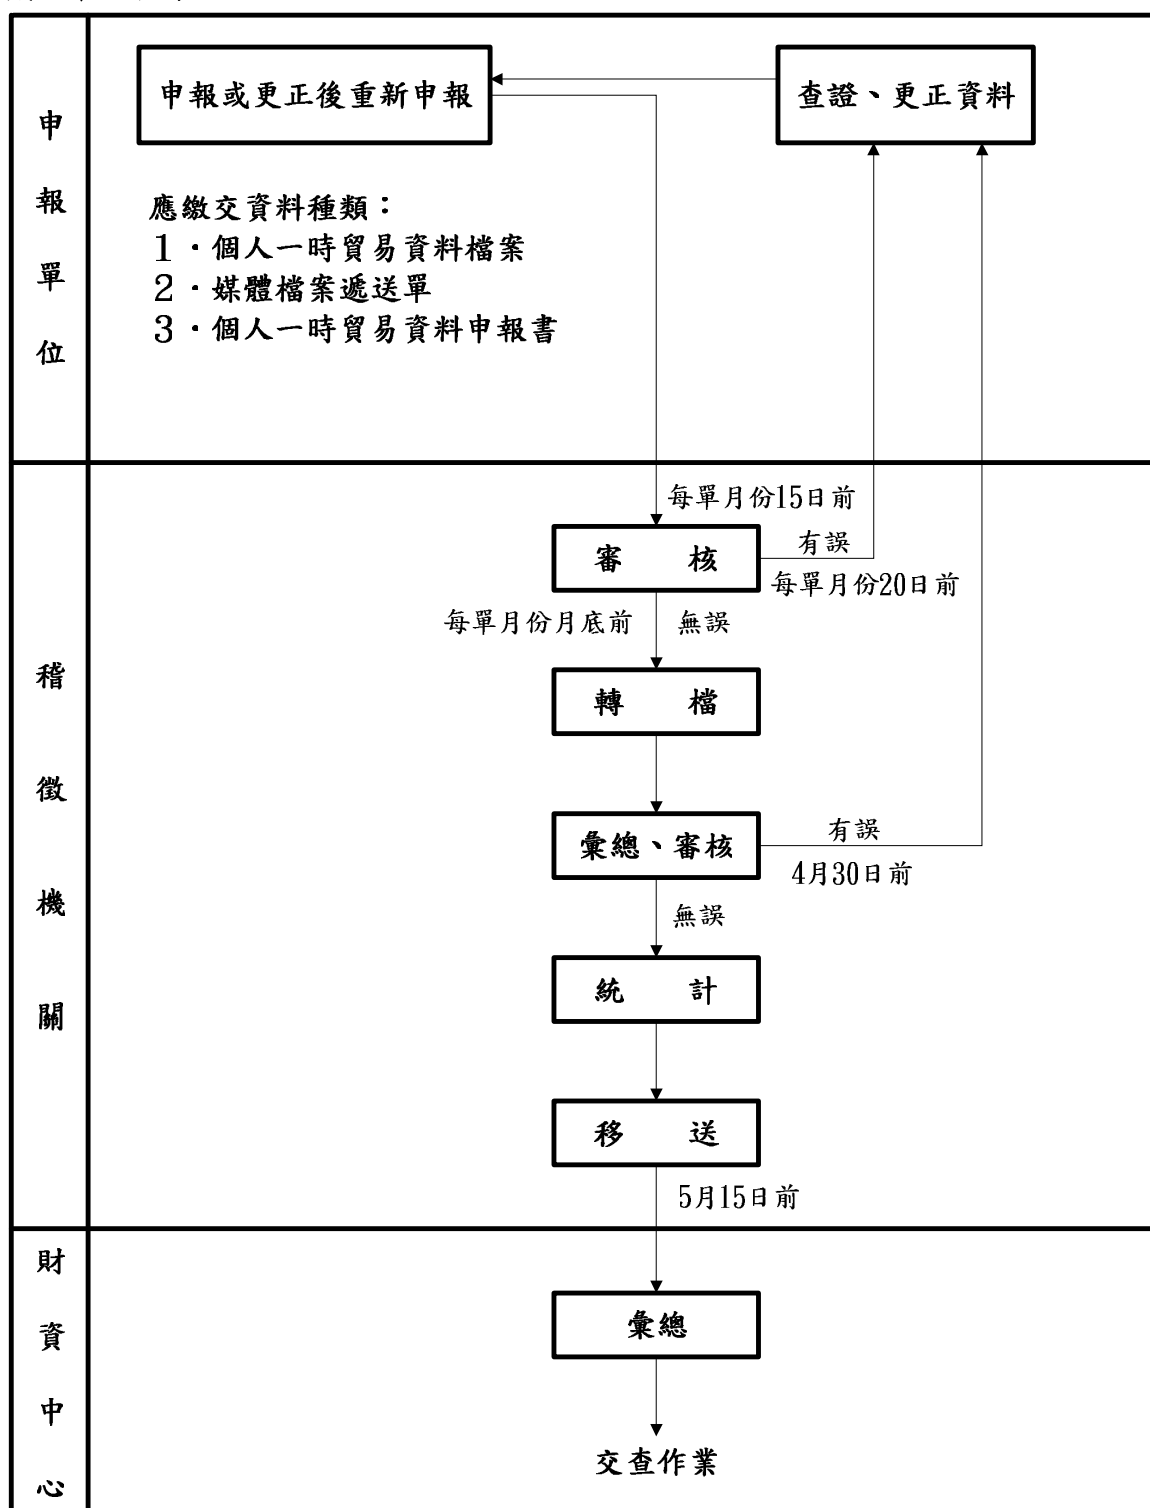 申報單位
申報或更正後重新申報
查證、更正資料
應繳交資料種類：
1．個人一時貿易資料檔案
2．媒體檔案遞送單
3．個人一時貿易資料申報書
稽徵機關
每單月份15日前
審　核
有誤
每單月份20日前
每單月份月底前
無誤
轉　檔
彙總、審核
有誤
4月30日前
無誤
統　計
移　送
5月15日前
財資中心
彙總
交查作業